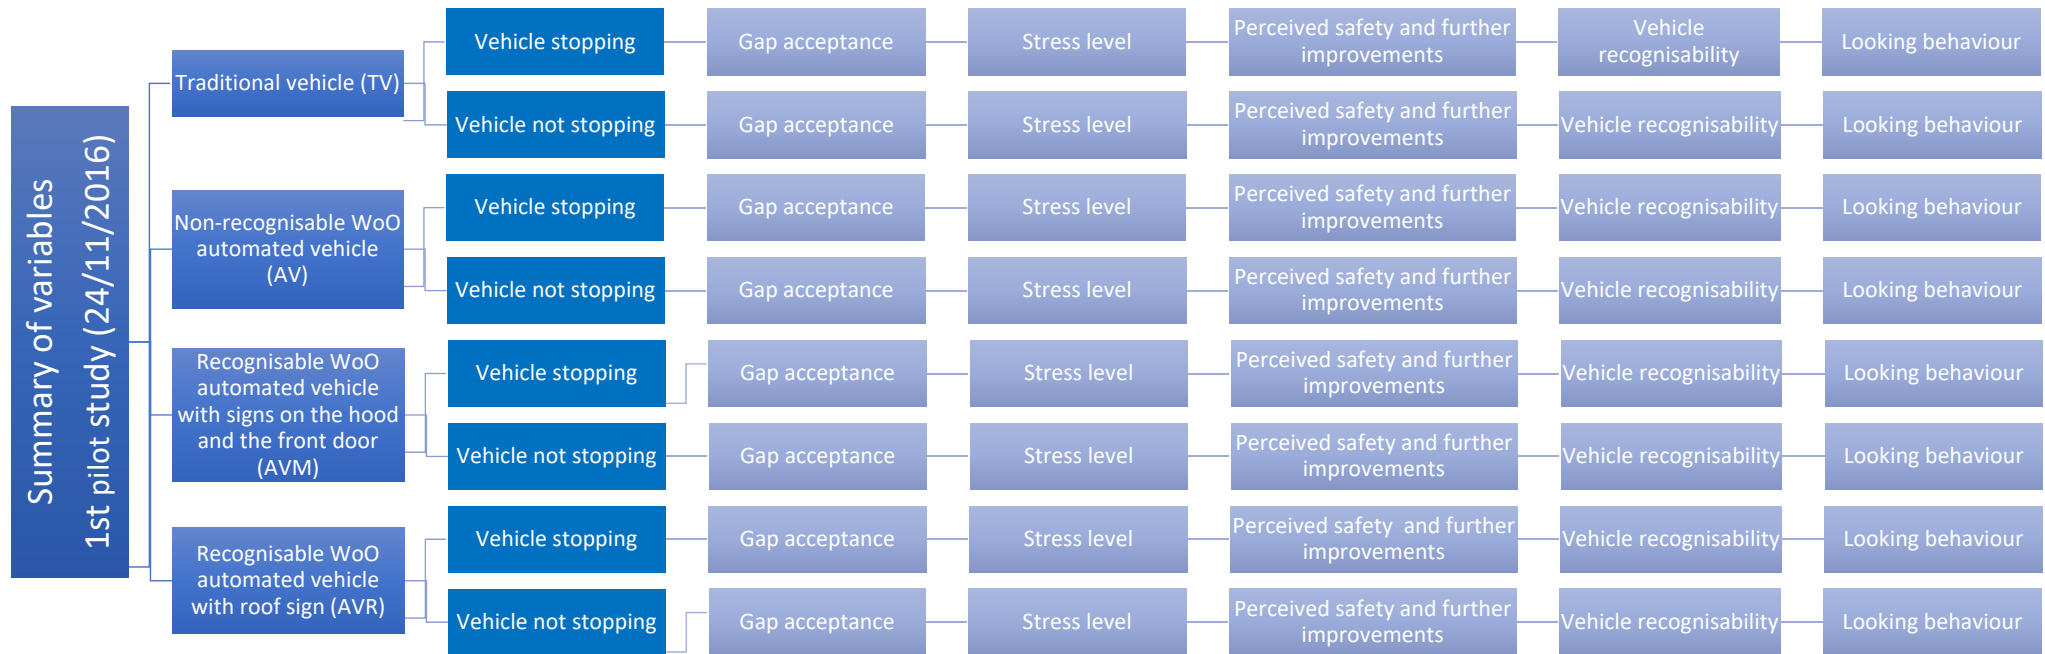 Summary of variables
1st pilot study (24/11/2016)
Traditional vehicle (TV)
Vehicle stopping
Gap acceptance
Stress level
Perceived safety and further
improvements
Vehicle
recognisability
Looking behaviour
Vehicle not stopping
Gap acceptance
Stress level
Perceived safety and further
improvements
Vehicle recognisability
Looking behaviour
Non-recognisable WoO
automated vehicle
(AV)
Vehicle stopping
Gap acceptance
Stress level
Perceived safety and further
improvements
Vehicle recognisability
Looking behaviour
Vehicle not stopping
Gap acceptance
Stress level
Perceived safety and further
improvements
Vehicle recognisability
Looking behaviour
Recognisable WoO
automated vehicle
with signs on the hood
and the front door
(AVM)
Vehicle stopping
Gap acceptance
Stress level
Perceived safety and further
improvements
Vehicle recognisability
Looking behaviour
Vehicle not stopping
Gap acceptance
Stress level
Perceived safety and further
improvements
Vehicle recognisability
Looking behaviour
Recognisable WoO
automated vehicle
with roof sign (AVR)
Vehicle stopping
Gap acceptance
Stress level
Perceived safety and further
improvements
Vehicle recognisability
Looking behaviour
Vehicle not stopping
Gap acceptance
Stress level
Perceived safety and further
improvements
Vehicle recognisability
Looking behaviour